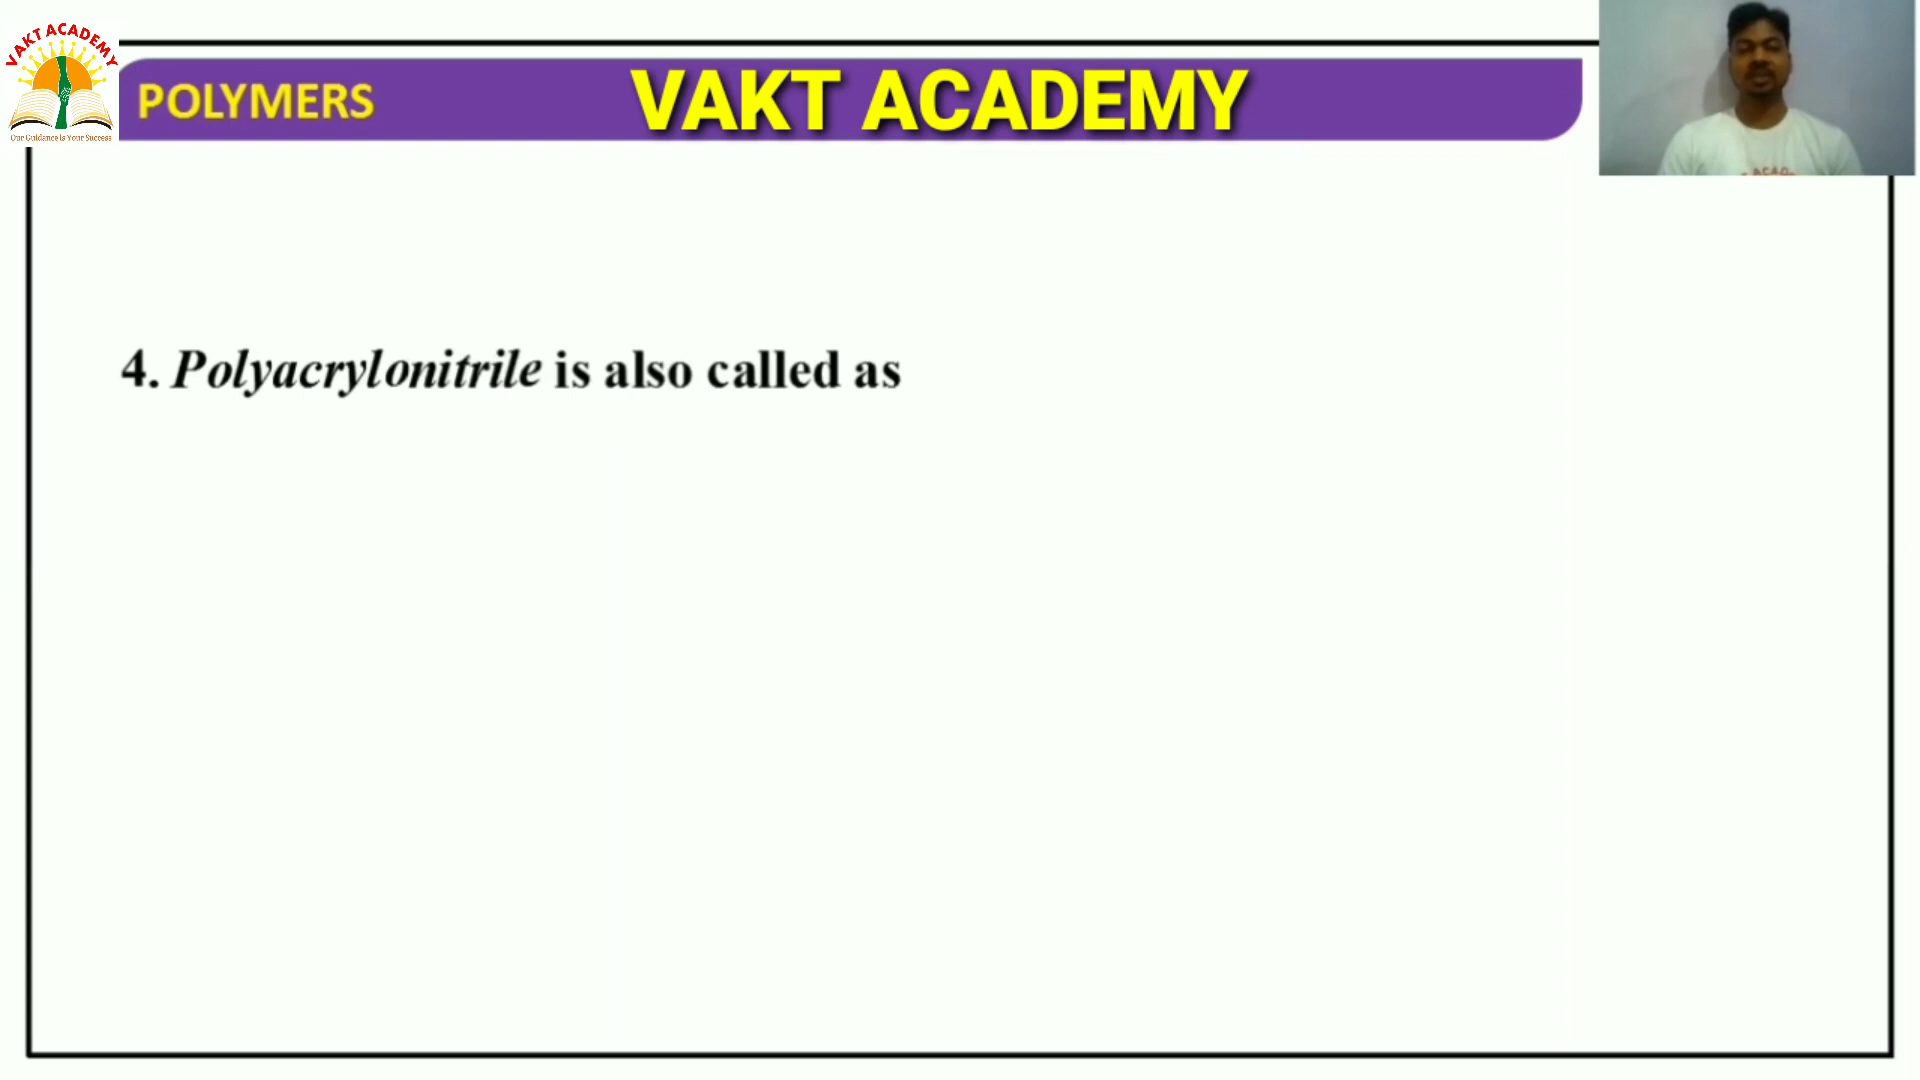 VAKT ACADEMY
Our Guidance is Your Success
POLYMERS
VAKT ACADEMY
4. Polyacrylonitrile is also called as